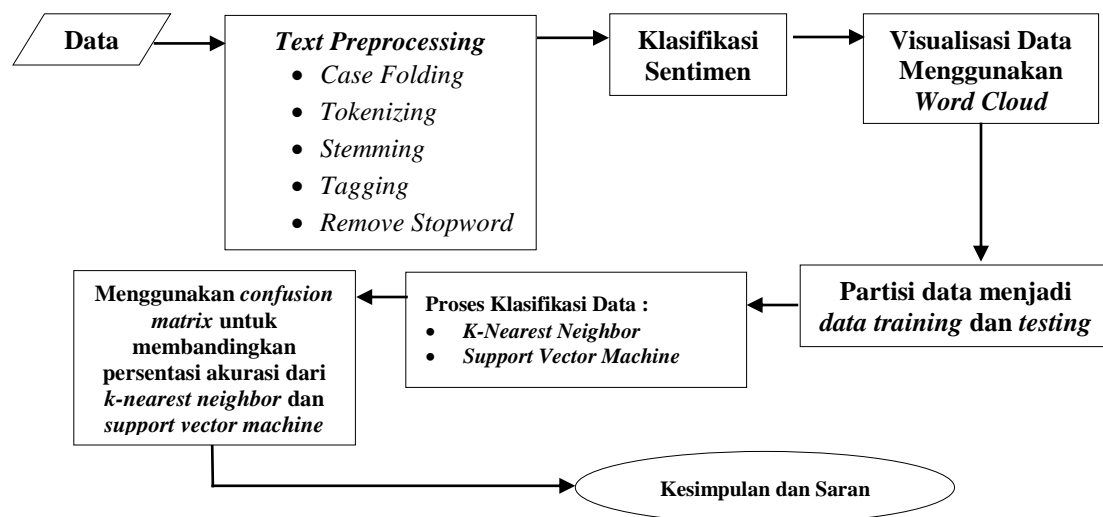 Data
Text Preprocessing
• Case Folding
• Tokenizing
• Stemming
• Tagging
• Remove Stopword
Klasifikasi
Sentimen
Visualisasi Data
Menggunakan
Word Cloud
Partisi data menjadi
data training dan testing
Proses Klasifikasi Data :
• K-Nearest Neighbor
• Support Vector Machine
Menggunakan confusion
matrix untuk
membandingkan
persentasi akurasi dari
k-nearest neighbor dan
support vector machine
Kesimpulan dan Saran